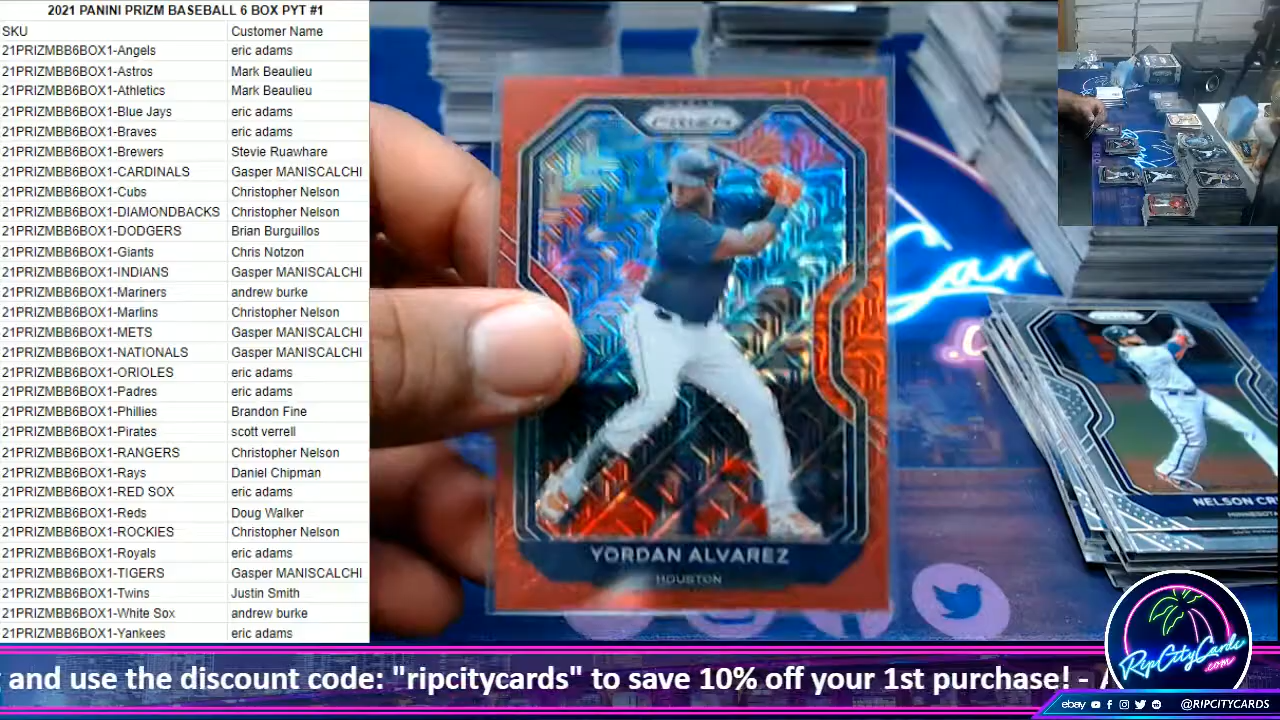 2021 PANINI PRIZM BASEBALL 6 BOX PYT #1
SKU Customer Name
21PRIZMBB6BOX1-Angels eric adams
21PRIZMBB6BOX1-Astros Mark Beaulieu
21PRIZMBB6BOX1-Athletics Mark Beaulieu
21PRIZMBB6BOX1-Blue Jays eric adams
21PRIZMBB6BOX1-Braves eric adams
21PRIZMBB6BOX1-Brewers Stevie Ruawhare
21PRIZMBB6BOX1-CARDINALS Gasper MANISCALCHI
21PRIZMBB6BOX1-Cubs Christopher Nelson
21PRIZMBB6BOX1-DIAMONDBACKS Christopher Nelson
21PRIZMBB6BOX1-DODGERS Brian Burguillos
21PRIZMBB6BOX1-Giants Chris Notzon
21PRIZMBB6BOX1-INDIANS Gasper MANISCALCHI
21PRIZMBB6BOX1-Mariners andrew burke
21PRIZMBB6BOX1-Marlins Christopher Nelson
21PRIZMBB6BOX1-METS Gasper MANISCALCHI
21PRIZMBB6BOX1-NATIONALS Gasper MANISCALCHI
21PRIZMBB6BOX1-ORIOLES eric adams
21PRIZMBB6BOX1-Padres eric adams
21PRIZMBB6BOX1-Phillies Brandon Fine
21PRIZMBB6BOX1-Pirates scott verrell
21PRIZMBB6BOX1-RANGERS Christopher Nelson
21PRIZMBB6BOX1-Rays Daniel Chipman
21PRIZMBB6BOX1-RED SOX eric adams
21PRIZMBB6BOX1-Reds Doug Walker
21PRIZMBB6BOX1-ROCKIES Christopher Nelson
21PRIZMBB6BOX1-Royals eric adams
21PRIZMBB6BOX1-TIGERS Gasper MANISCALCHI
21PRIZMBB6BOX1-Twins Justin Smith
21PRIZMBB6BOX1-White Sox andrew burke
21PRIZMBB6BOX1-Yankees eric adams
PRIZM
YORDAN ALVAREZ
HOUSTON
NELSON CR
MINNESOTA
RipCityCards
.com
and use the discount code: "ripcitycards" to save 10% off your 1st purchase! -
ebay @RIPCITYCARDS